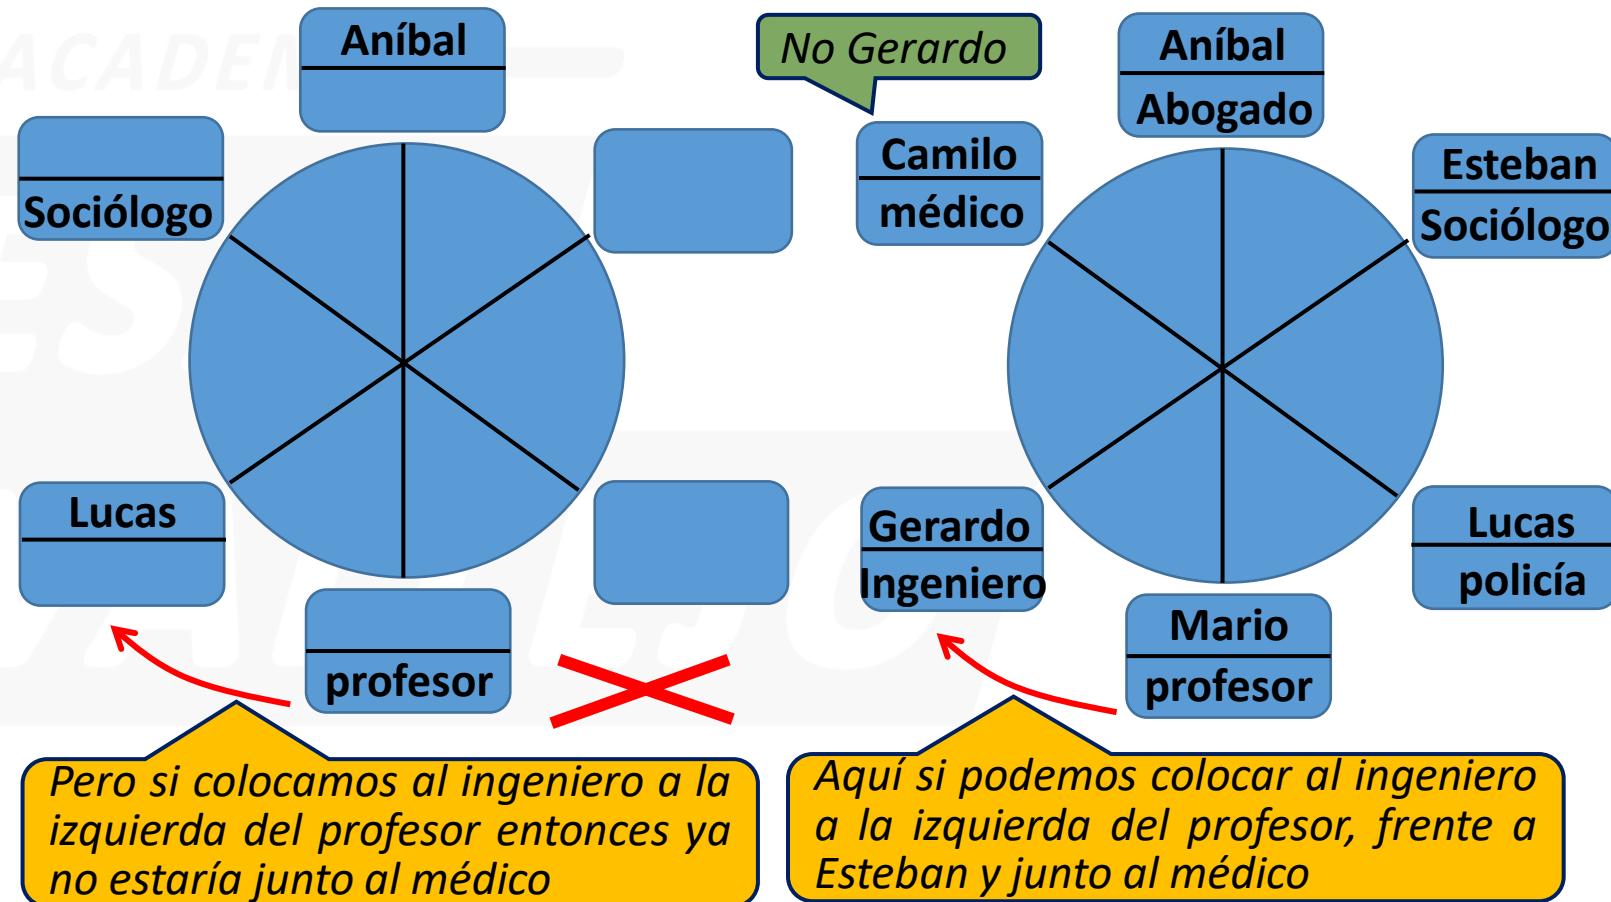 ACADEM
Aníbal
Sociólogo
Lucas
profesor
Pero si colocamos al ingeniero a la
izquierda del profesor entonces ya
no estaría junto al médico
No Gerardo
Aníbal
Abogado
Camilo
médico
Esteban
Sociólogo
Gerardo
Ingeniero
Lucas
policía
Mario
profesor
Aquí si podemos colocar al ingeniero
a la izquierda del profesor, frente a
Esteban y junto al médico